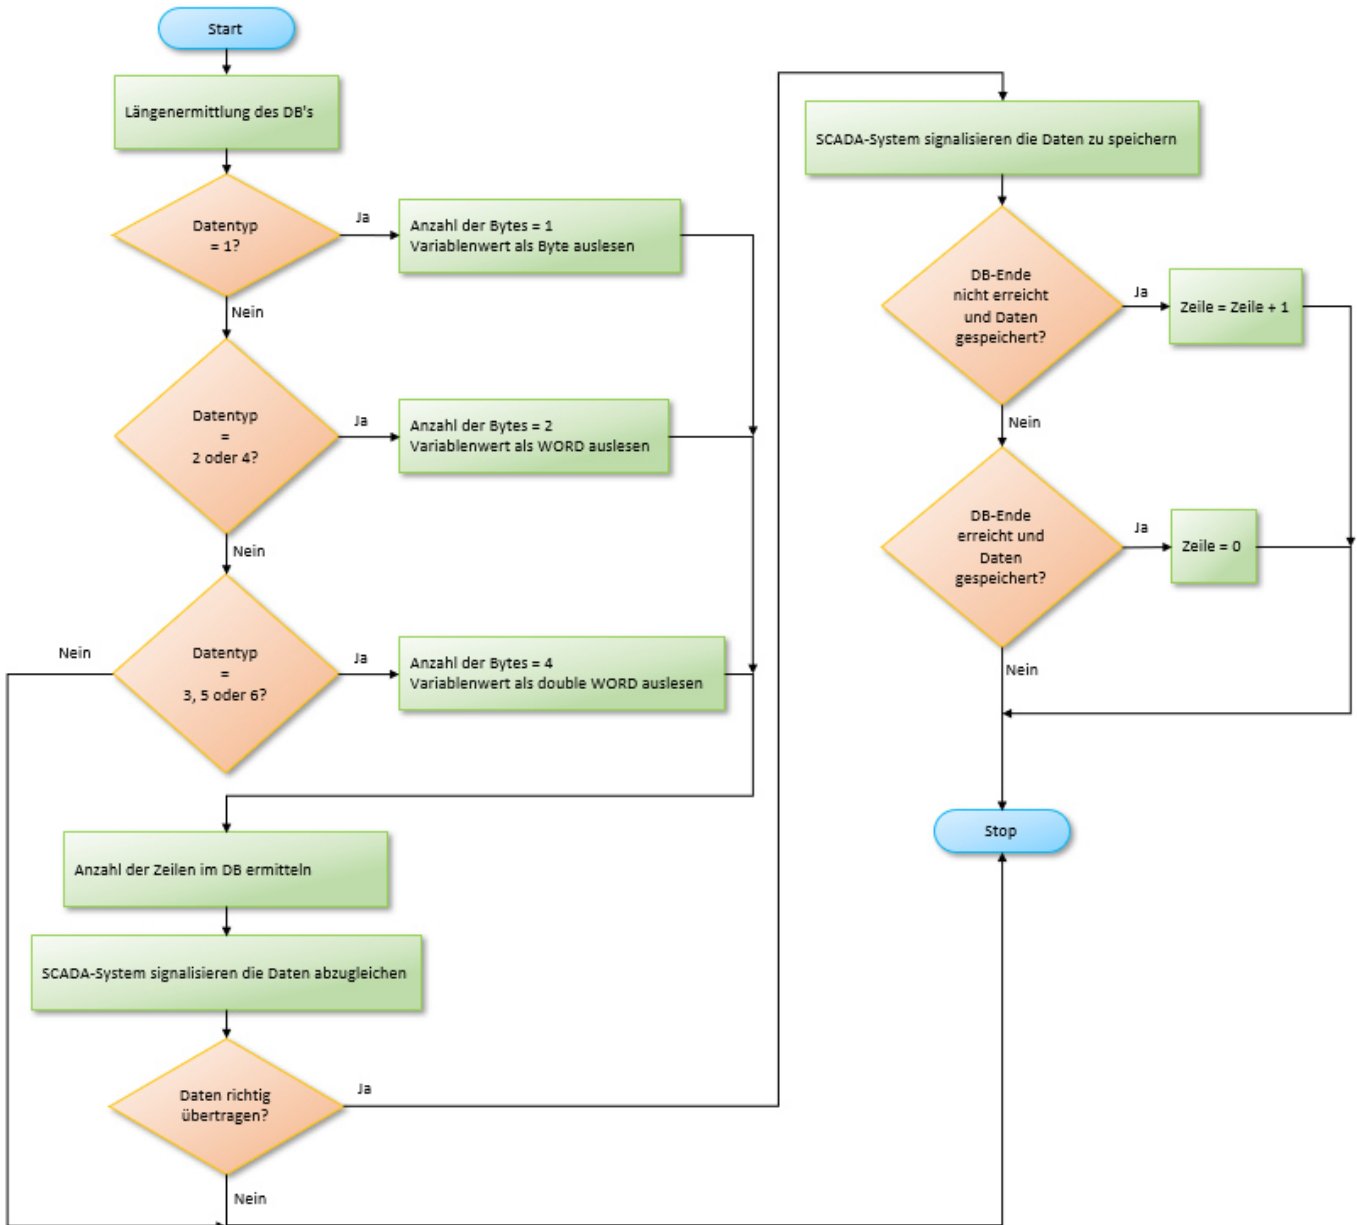 Start
Längenermittlung des DB's
Datentyp
= 1?
Ja
Anzahl der Bytes = 1
Variablenwert als Byte auslesen
Nein
Datentyp
=
2 oder 4?
Ja
Anzahl der Bytes = 2
Variablenwert als WORD auslesen
Nein
Datentyp
=
3, 5 oder 6?
Nein
Ja
Anzahl der Bytes = 4
Variablenwert als double WORD auslesen
Anzahl der Zeilen im DB ermitteln
SCADA-System signalisieren die Daten abzugleichen
Daten richtig
übertragen?
Ja
Nein
SCADA-System signalisieren die Daten zu speichern
DB-Ende
nicht erreicht
und Daten
gespeichert?
Ja
Zeile = Zeile + 1
Nein
DB-Ende
erreicht und
Daten
gespeichert?
Ja
Zeile = 0
Nein
Stop